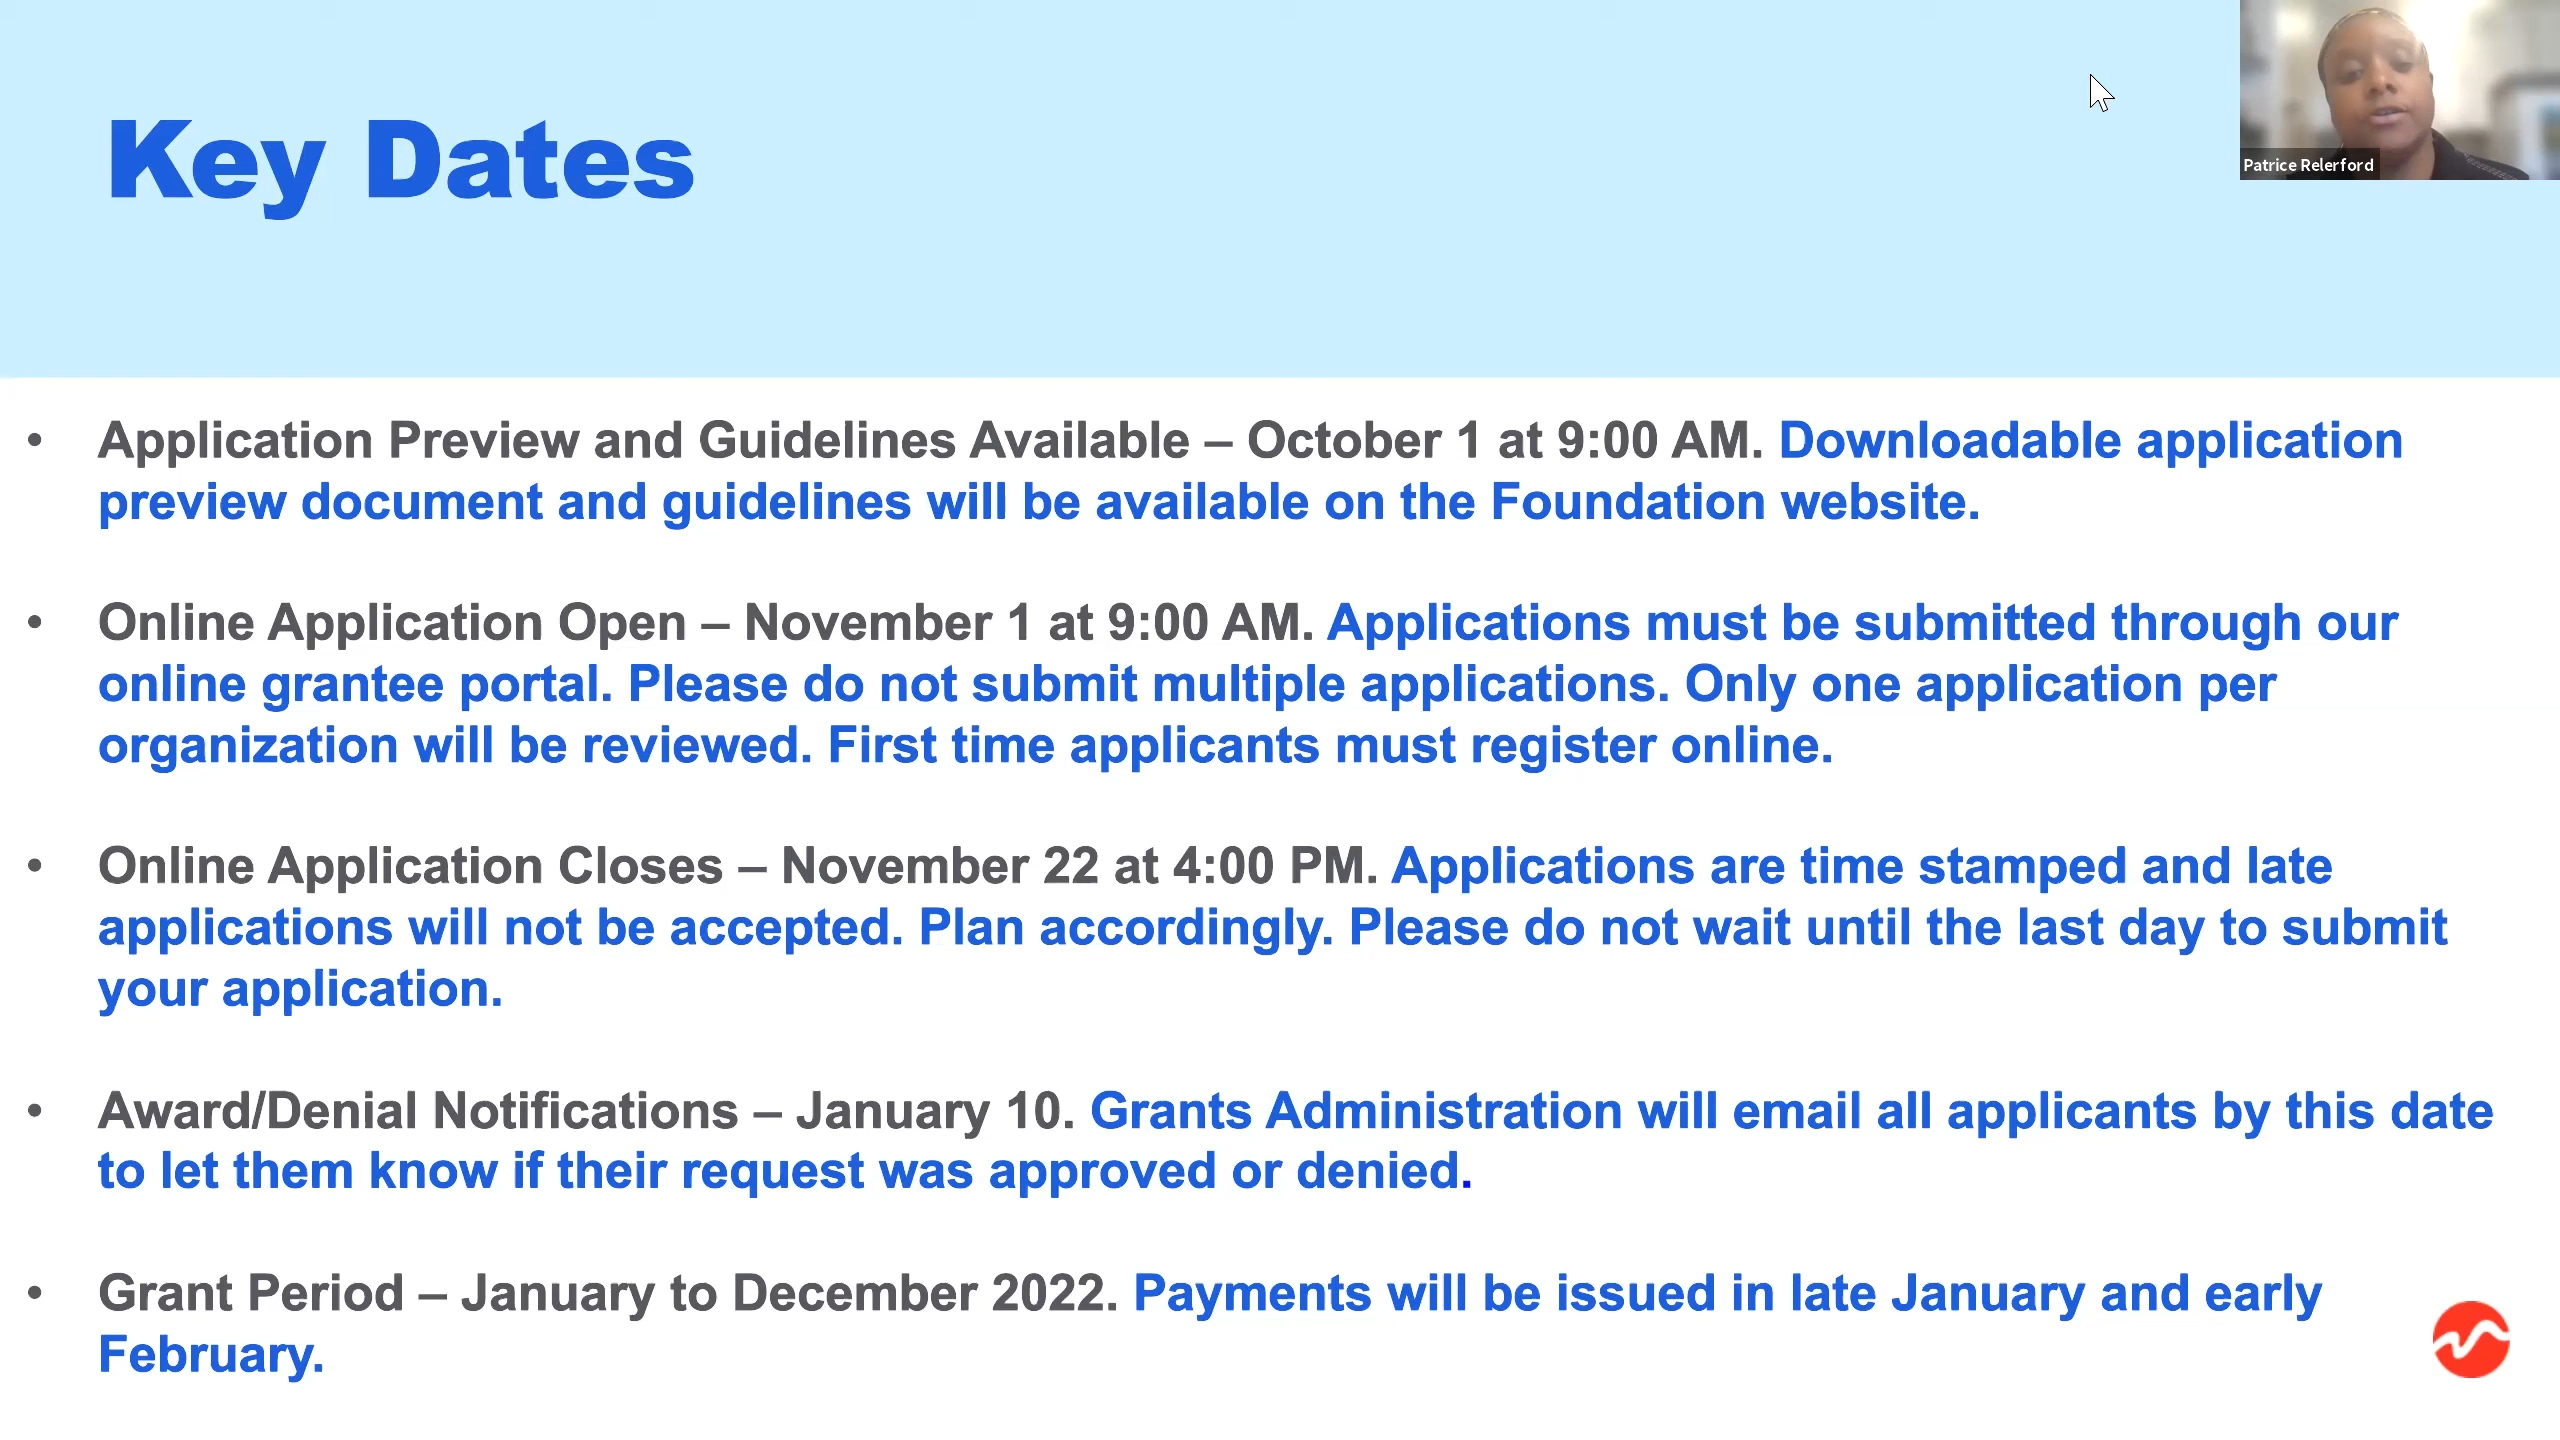 Key Dates
Patrice Relerford
• Application Preview and Guidelines Available – October 1 at 9:00 AM. Downloadable application
preview document and guidelines will be available on the Foundation website.
• Online Application Open – November 1 at 9:00 AM. Applications must be submitted through our
online grantee portal. Please do not submit multiple applications. Only one application per
organization will be reviewed. First time applicants must register online.
• Online Application Closes – November 22 at 4:00 PM. Applications are time stamped and late
applications will not be accepted. Plan accordingly. Please do not wait until the last day to submit
your application.
• Award/Denial Notifications – January 10. Grants Administration will email all applicants by this date
to let them know if their request was approved or denied.
• Grant Period – January to December 2022. Payments will be issued in late January and early
February.